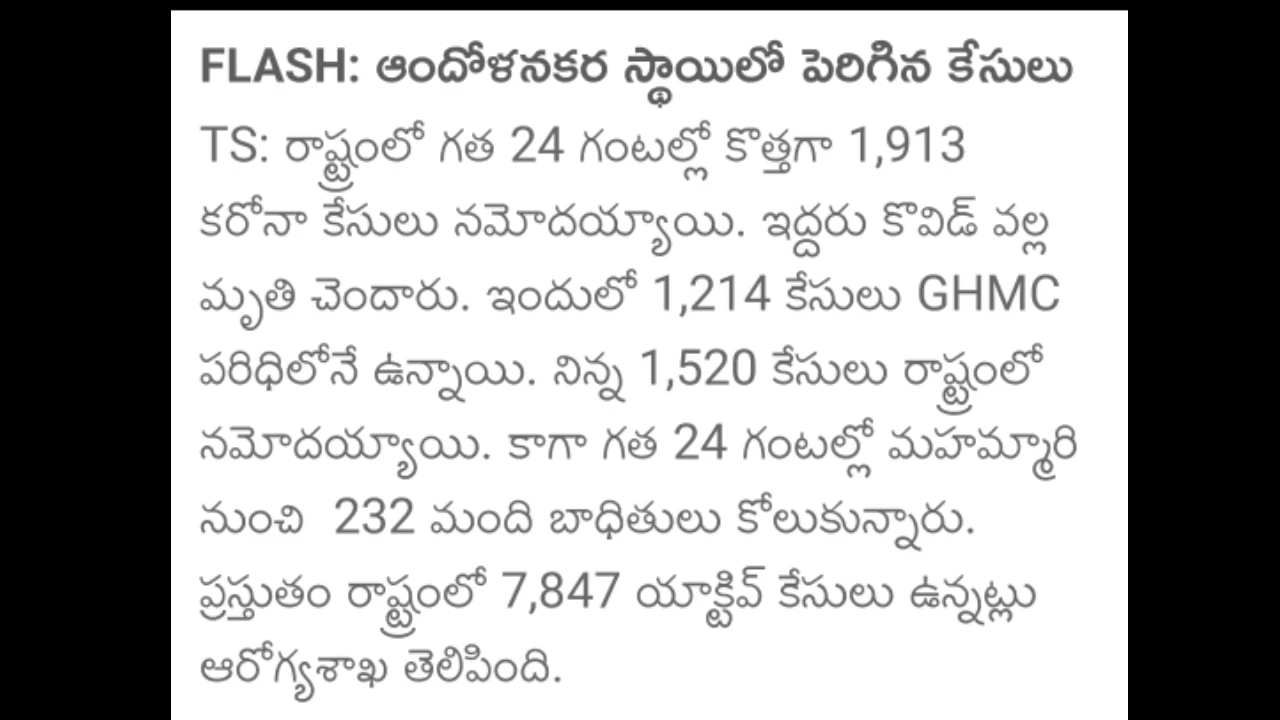 FLASH: ఆందోళనకర స్థాయిలో పెరిగిన కేసులు
TS: రాష్ట్రంలో గత 24 గంటల్లో కొత్తగా 1,913
కరోనా కేసులు నమోదయ్యాయి. ఇద్దరు కొవిడ్ వల్ల
మృతి చెందారు. ఇందులో 1,214 కేసులు GHMC
పరిధిలోనే ఉన్నాయి. నిన్న 1,520 కేసులు రాష్ట్రంలో
నమోదయ్యాయి. కాగా గత 24 గంటల్లో మహమ్మారి
నుంచి  232 మంది బాధితులు కోలుకున్నారు.
ప్రస్తుతం రాష్ట్రంలో 7,847 యాక్టివ్ కేసులు ఉన్నట్లు
ఆరోగ్యశాఖ తెలిపింది.